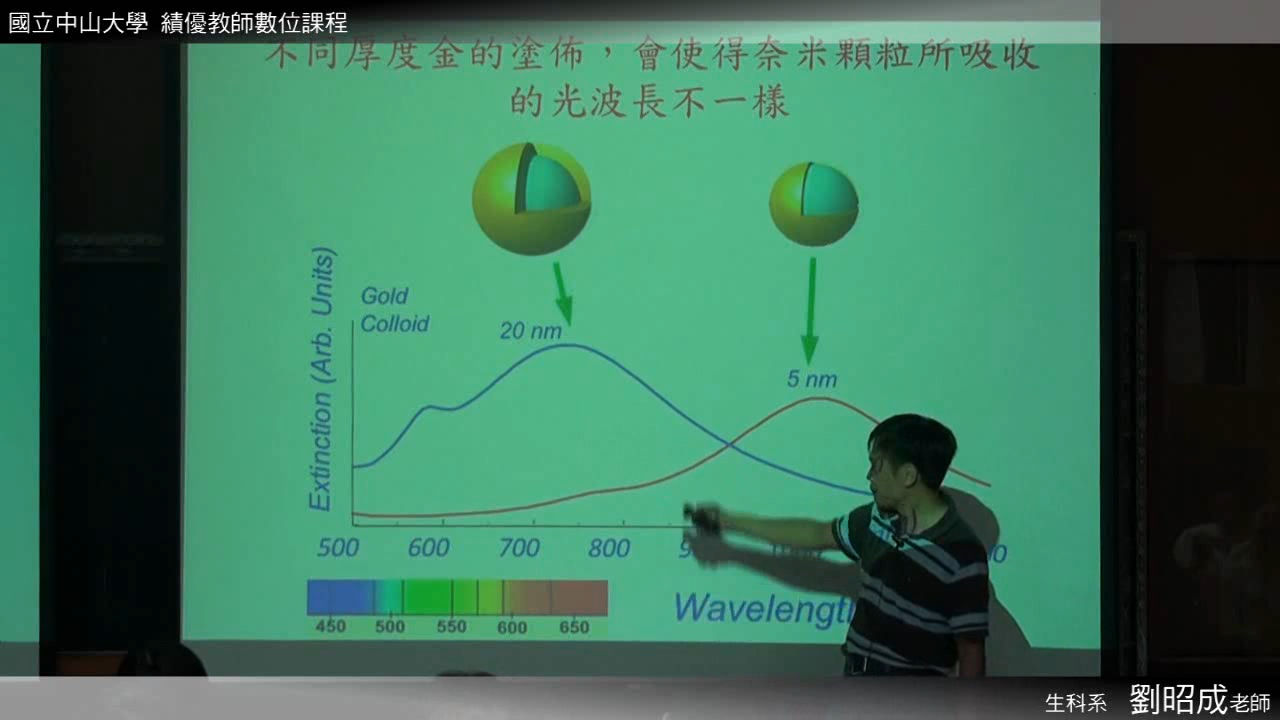 國立中山大學 績優教師數位課程
不同厚度金的塗佈，會使得奈米顆粒所吸收
的光波長不一樣
Gold
Colloid
20 nm
5 nm
Extinction (Arb. Units)
500 600 700 800
450 500 550 600 650
生科系 劉昭成老師